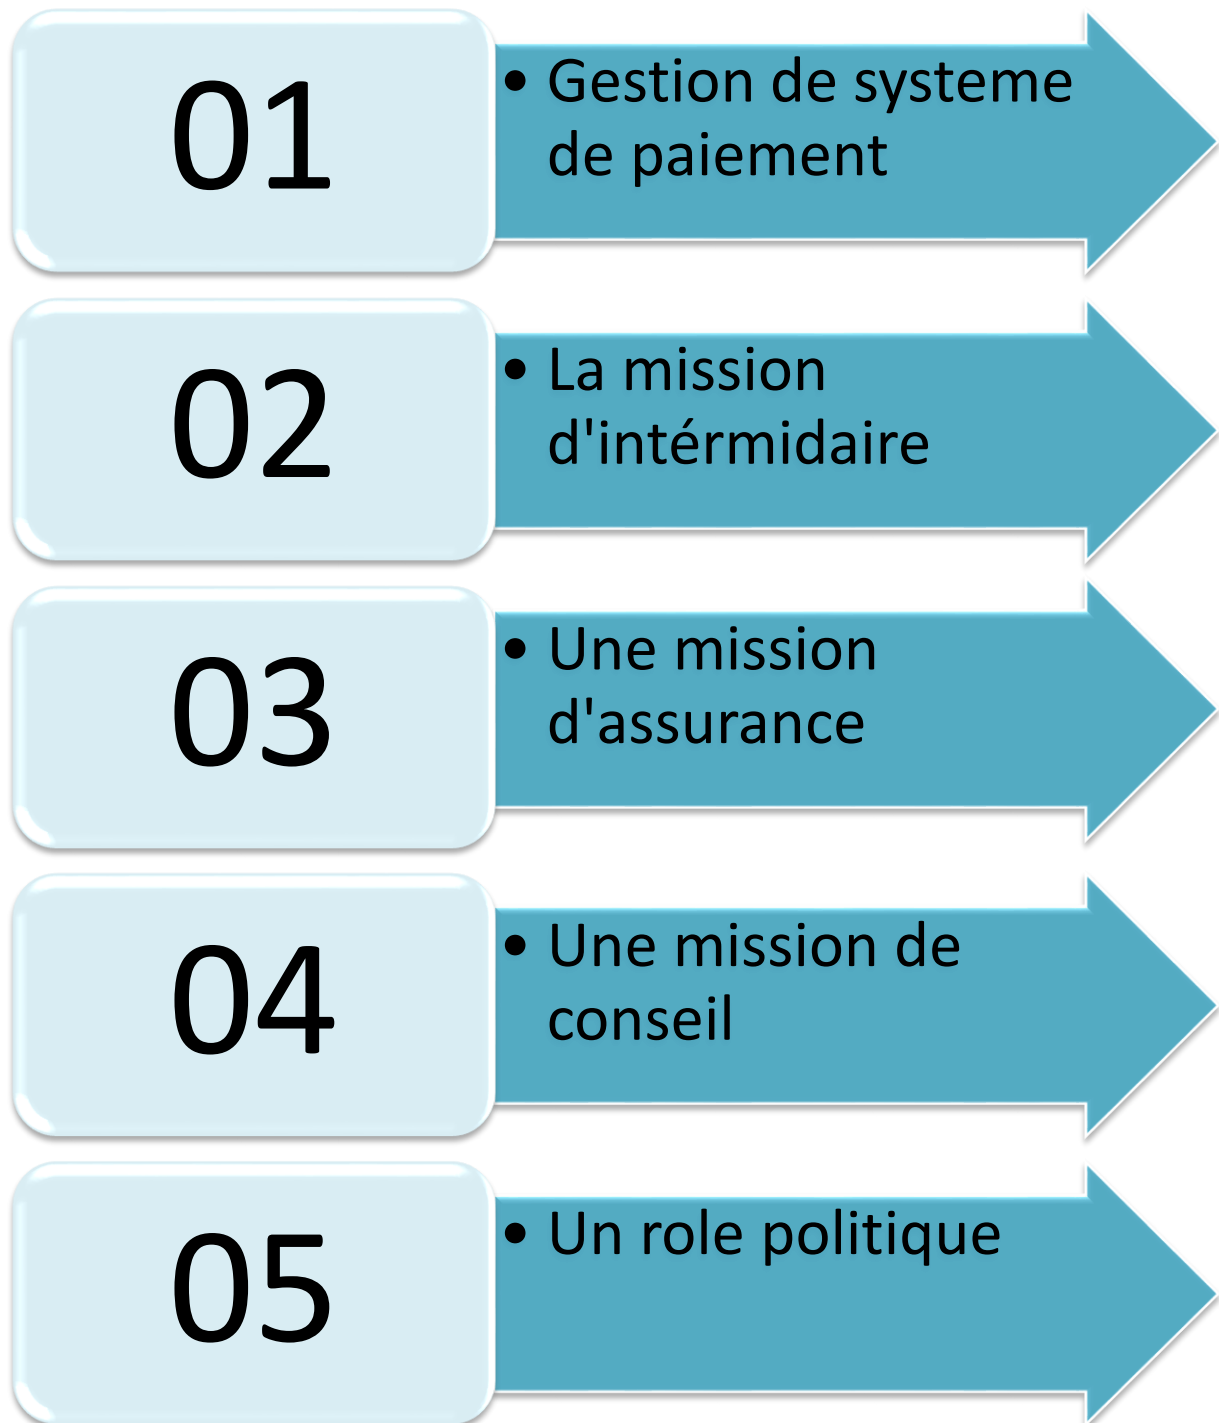 01
• Gestion de systeme
de paiement
02
• La mission
d'intérmidaire
03
• Une mission
d'assurance
04
• Une mission de
conseil
05
• Un role politique